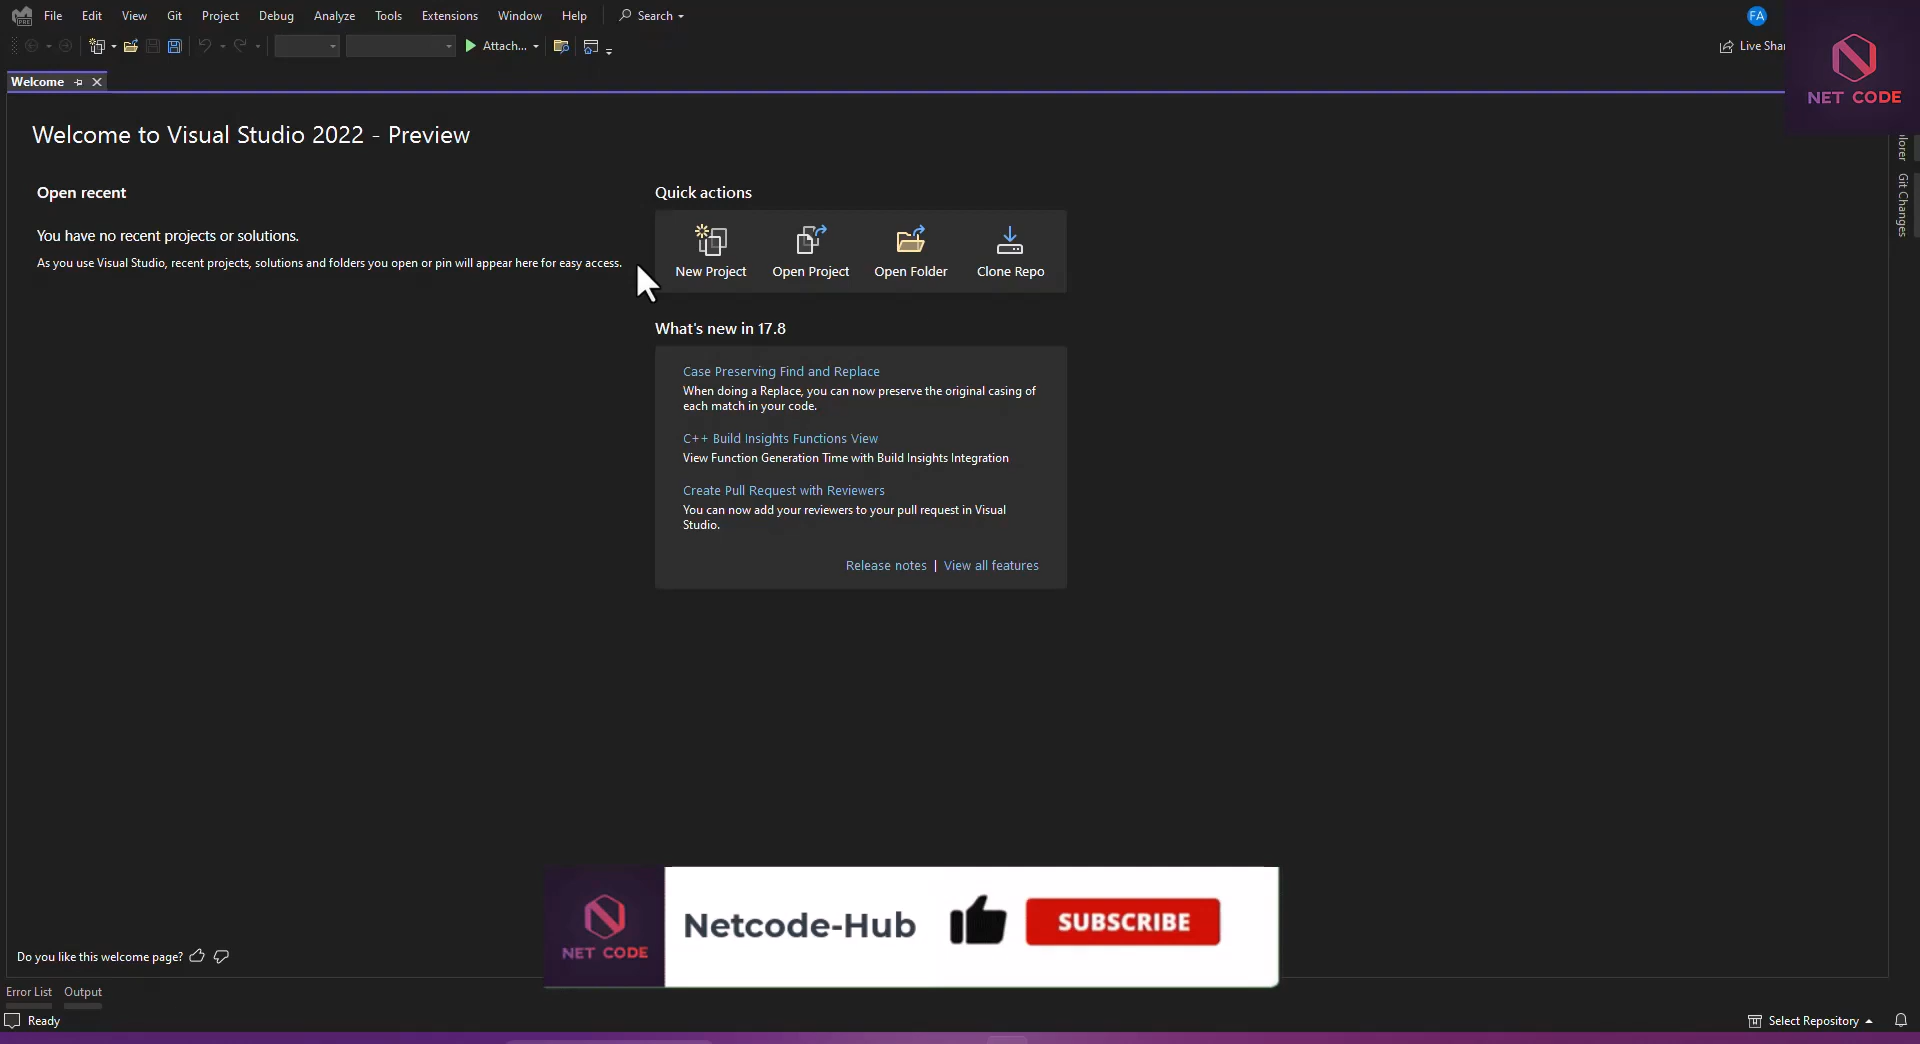 File Edit View Git Project Debug Analyze Tools Extensions Window Help Search
FA
Attach...
Live Shar
NET CODE
Welcome
Welcome to Visual Studio 2022 - Preview
Open recent
You have no recent projects or solutions.
As you use Visual Studio, recent projects, solutions and folders you open or pin will appear here for easy access.
Quick actions
New Project Open Project Open Folder Clone Repo
What's new in 17.8
Case Preserving Find and Replace
When doing a Replace, you can now preserve the original casing of
each match in your code.
C++ Build Insights Functions View
View Function Generation Time with Build Insights Integration
Create Pull Request with Reviewers
You can now add your reviewers to your pull request in Visual
Studio.
Release notes | View all features
Git Changes
NET CODE
Netcode-Hub
SUBSCRIBE
Do you like this welcome page?
Error List Output
Ready
Select Repository